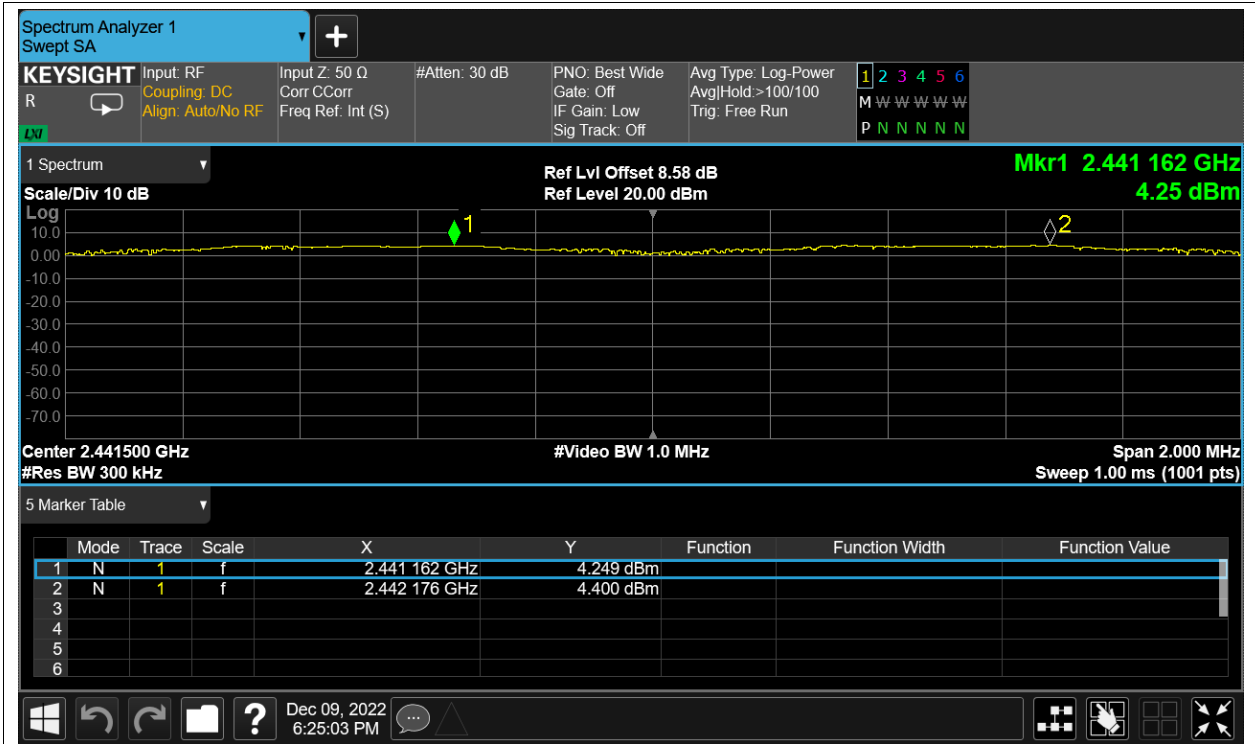 Spectrum Analyzer 1
Swept SA
KEYSIGHT
R
LXI
Input: RF
Coupling: DC
Align: Auto/No RF
Input Z: 50 Ω
Corr CCorr
Freq Ref: Int (S)
#Atten: 30 dB
PNO: Best Wide
Gate: Off
IF Gain: Low
Sig Track: Off
Avg Type: Log-Power
Avg|Hold:>100/100
Trig: Free Run
1 2 3 4 5 6
M W W W W W
P N N N N N
1 Spectrum
Scale/Div 10 dB
Ref Lvl Offset 8.58 dB
Ref Level 20.00 dBm
Mkr1 2.441 162 GHz
4.25 dBm
Log
10.0
0.00
-10.0
-20.0
-30.0
-40.0
-50.0
-60.0
-70.0
1
2
Center 2.441500 GHz
#Res BW 300 kHz
#Video BW 1.0 MHz
Span 2.000 MHz
Sweep 1.00 ms (1001 pts)
5 Marker Table
Mode Trace Scale X Y Function Function Width Function Value
1 N 1 f 2.441 162 GHz 4.249 dBm
2 N 1 f 2.442 176 GHz 4.400 dBm
3
4
5
6
?
Dec 09, 2022
6:25:03 PM